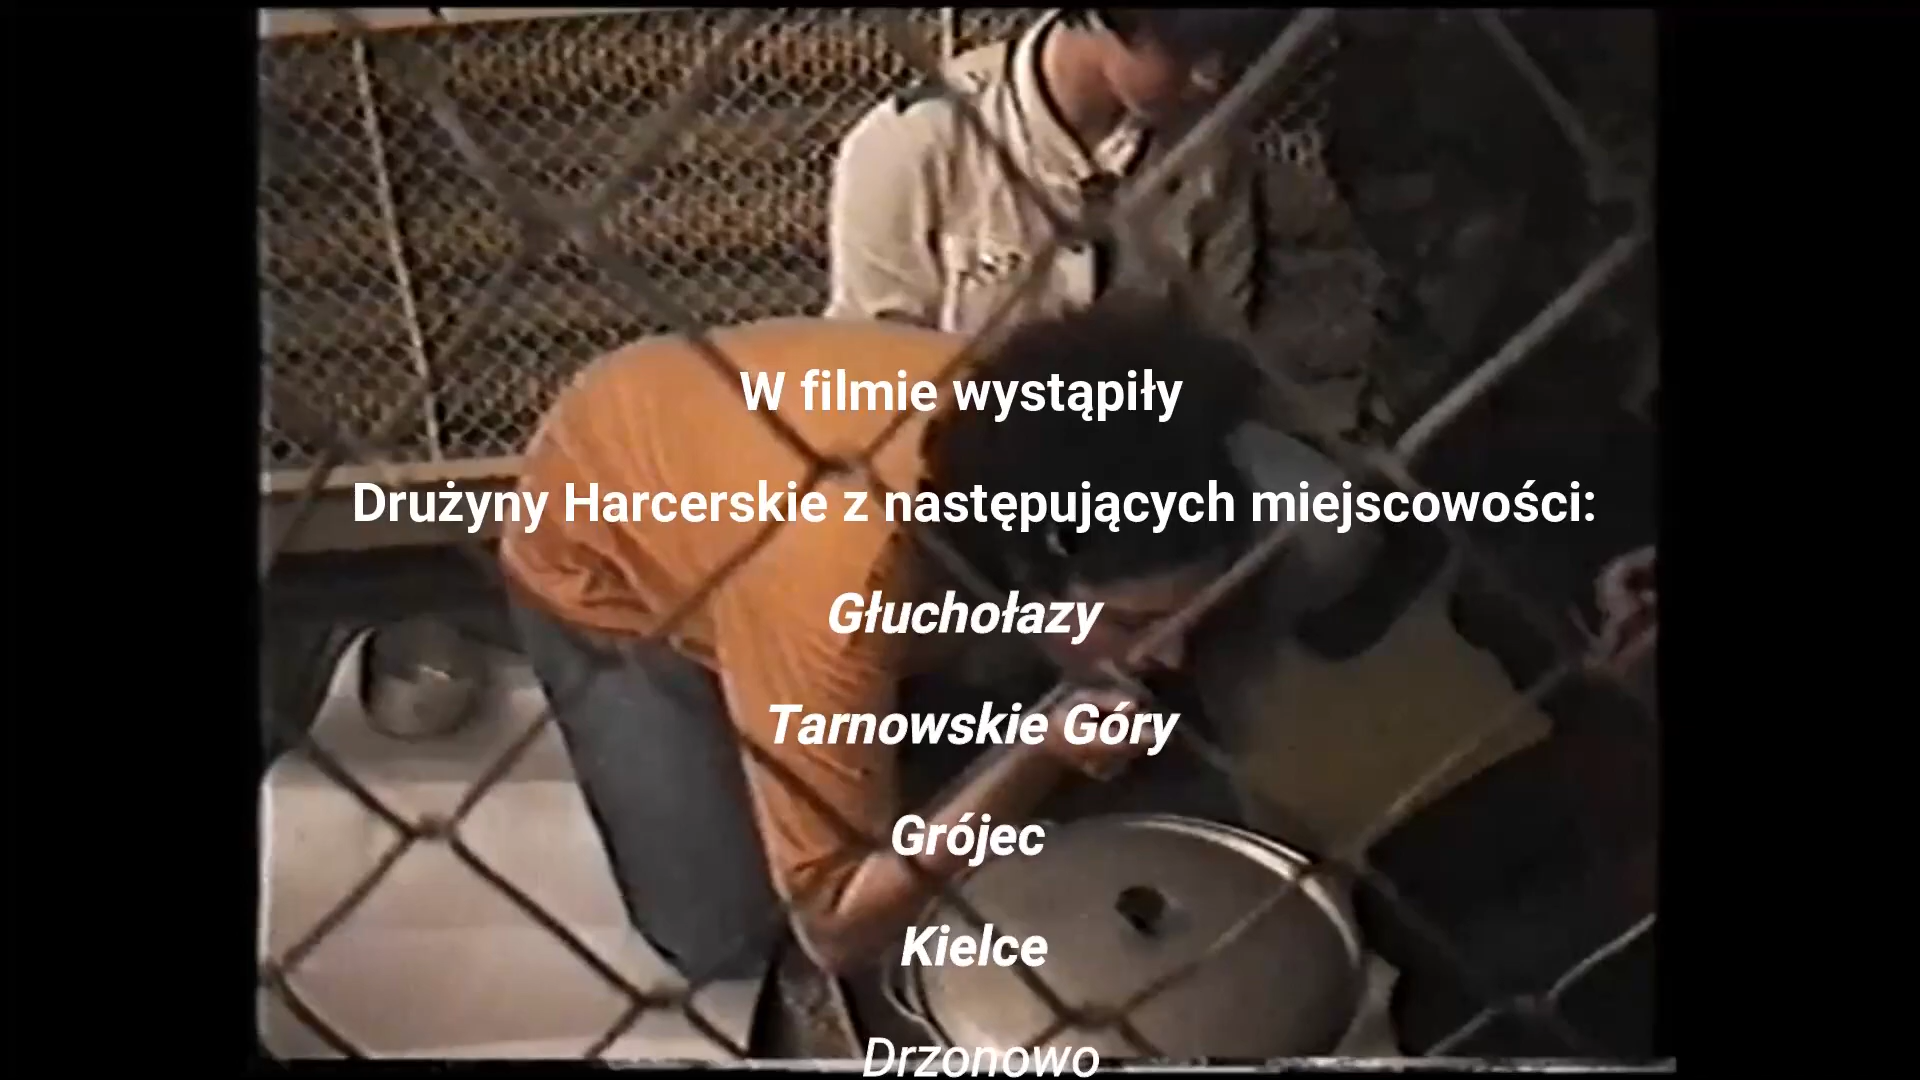 W filmie wystąpiły
Drużyny Harcerskie z następujących miejscowości:
Głuchołazy
Tarnowskie Góry
Grójec
Kielce
Drzonowo